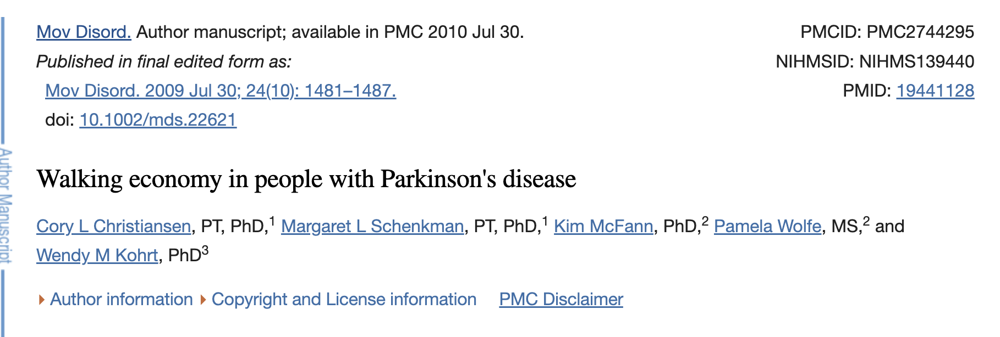 Mov Disord. Author manuscript; available in PMC 2010 Jul 30.
Published in final edited form as:
Mov Disord. 2009 Jul 30; 24(10): 1481–1487.
doi: 10.1002/mds.22621
PMCID: PMC2744295
NIHMSID: NIHMS139440
PMID: 19441128
Author Manuscript
Walking economy in people with Parkinson's disease
Cory L Christiansen, PT, PhD,1 Margaret L Schenkman, PT, PhD,1 Kim McFann, PhD,2 Pamela Wolfe, MS,2 and
Wendy M Kohrt, PhD3
Author information Copyright and License information PMC Disclaimer